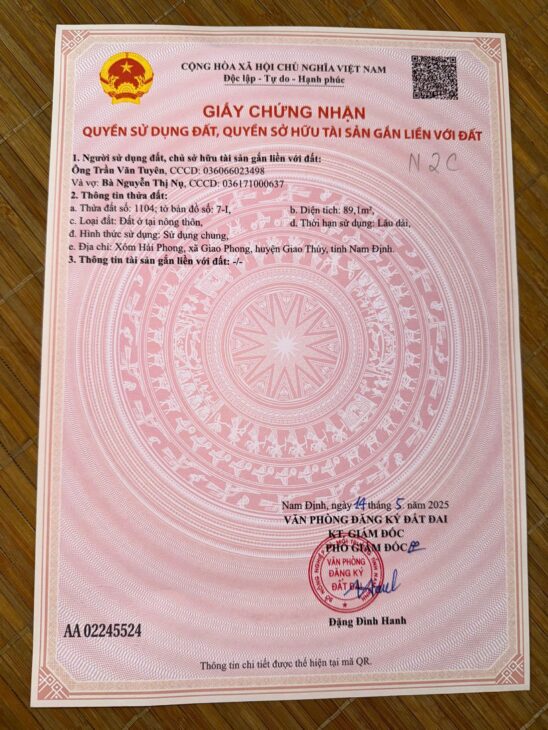 CỘNG HÒA XÃ HỘI CHỦ NGHĨA VIỆT NAM
Độc lập - Tự do - Hạnh phúc
GIẤY CHỨNG NHẬN
QUYỀN SỬ DỤNG ĐẤT, QUYỀN SỞ HỮU TÀI SẢN GẮN LIỀN VỚI ĐẤT
N2C
1. Người sử dụng đất, chủ sở hữu tài sản gắn liền với đất:
Ông Trần Văn Tuyên, CCCD: 036066023498
Và vợ: Bà Nguyễn Thị Nụ, CCCD: 036171000637
2. Thông tin thửa đất:
a. Thửa đất số: 1104; tờ bản đồ số: 7-I,
b. Diện tích: 89,1m²,
c. Loại đất: Đất ở tại nông thôn,
d. Thời hạn sử dụng: Lâu dài,
đ. Hình thức sử dụng: Sử dụng chung,
e. Địa chỉ: Xóm Hải Phong, xã Giao Phong, huyện Giao Thủy, tỉnh Nam Định.
3. Thông tin tài sản gắn liền với đất: -/-
Nam Định, ngày 14 tháng 5 năm 2025
VĂN PHÒNG ĐĂNG KÝ ĐẤT ĐAI
KT. GIÁM ĐỐC
PHÓ GIÁM ĐỐC
VĂN PHÒNG
ĐĂNG KÝ
ĐẤT ĐAI
Đặng Đình Hanh
AA 02245524
Thông tin chi tiết được thể hiện tại mã QR.